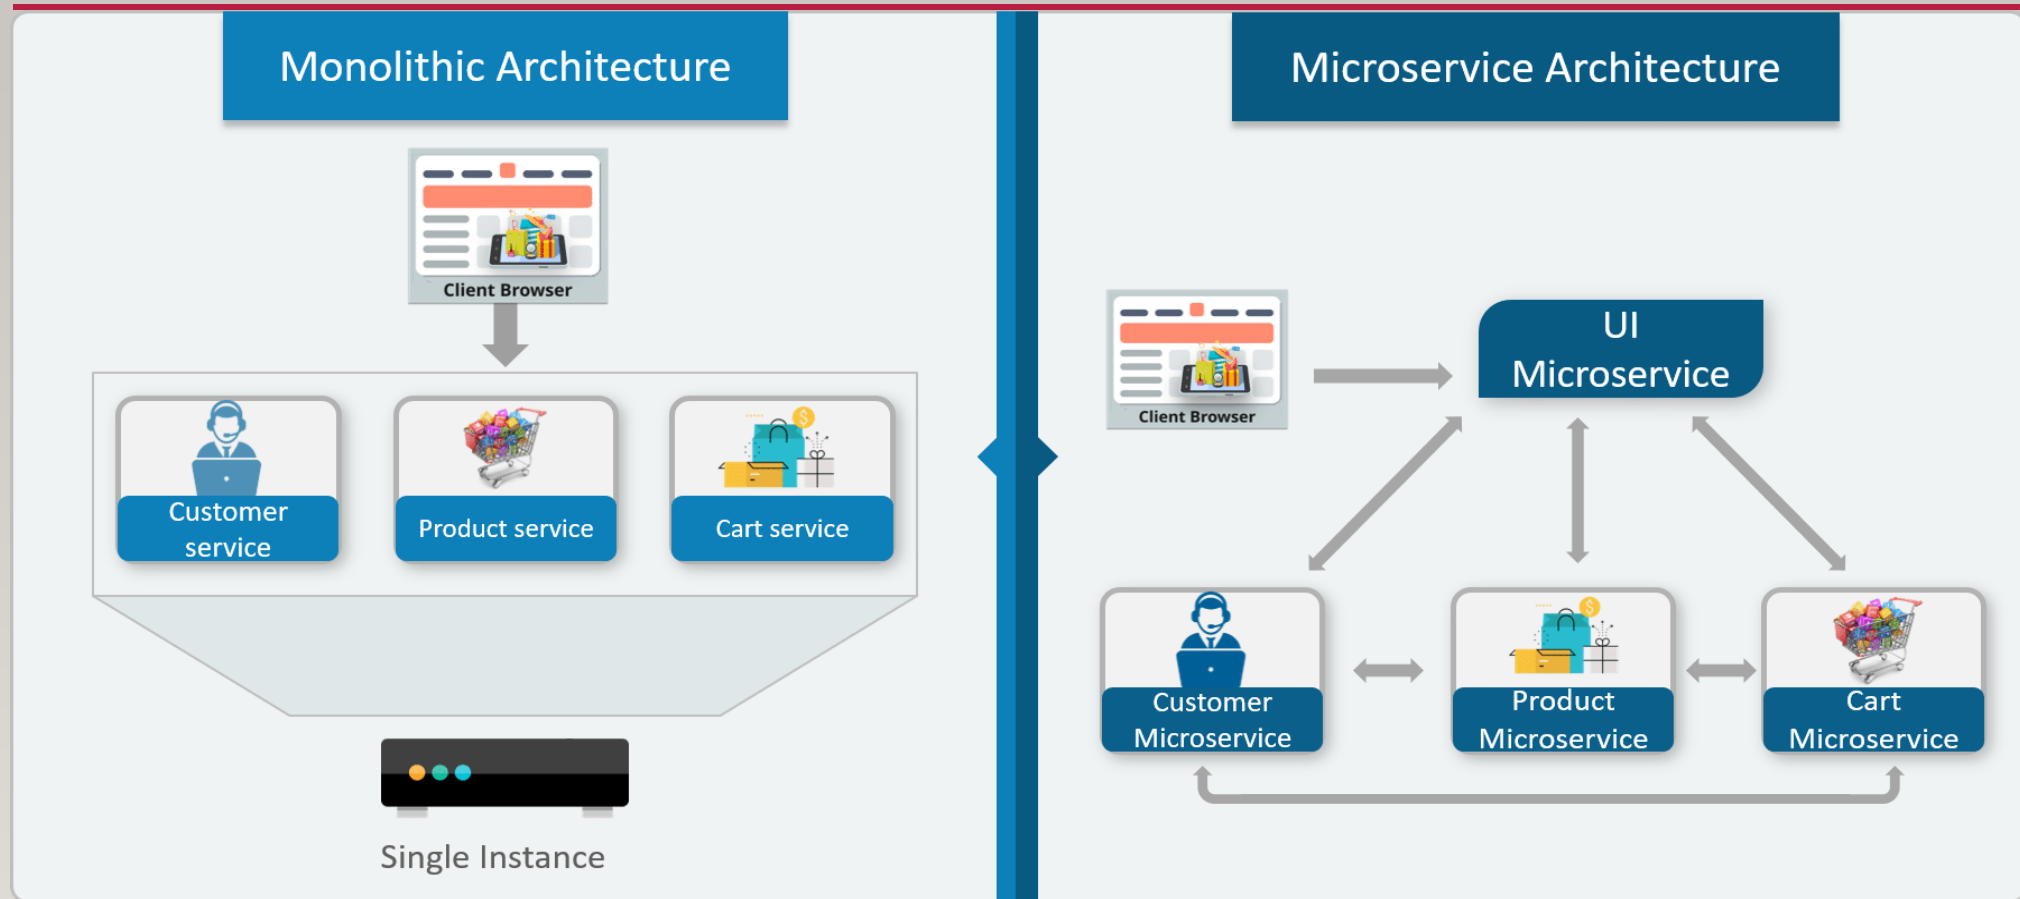 Monolithic Architecture
Client Browser
Customer
service
Product service
Cart service
Single Instance
Microservice Architecture
Client Browser
UI
Microservice
Customer
Microservice
Product
Microservice
Cart
Microservice